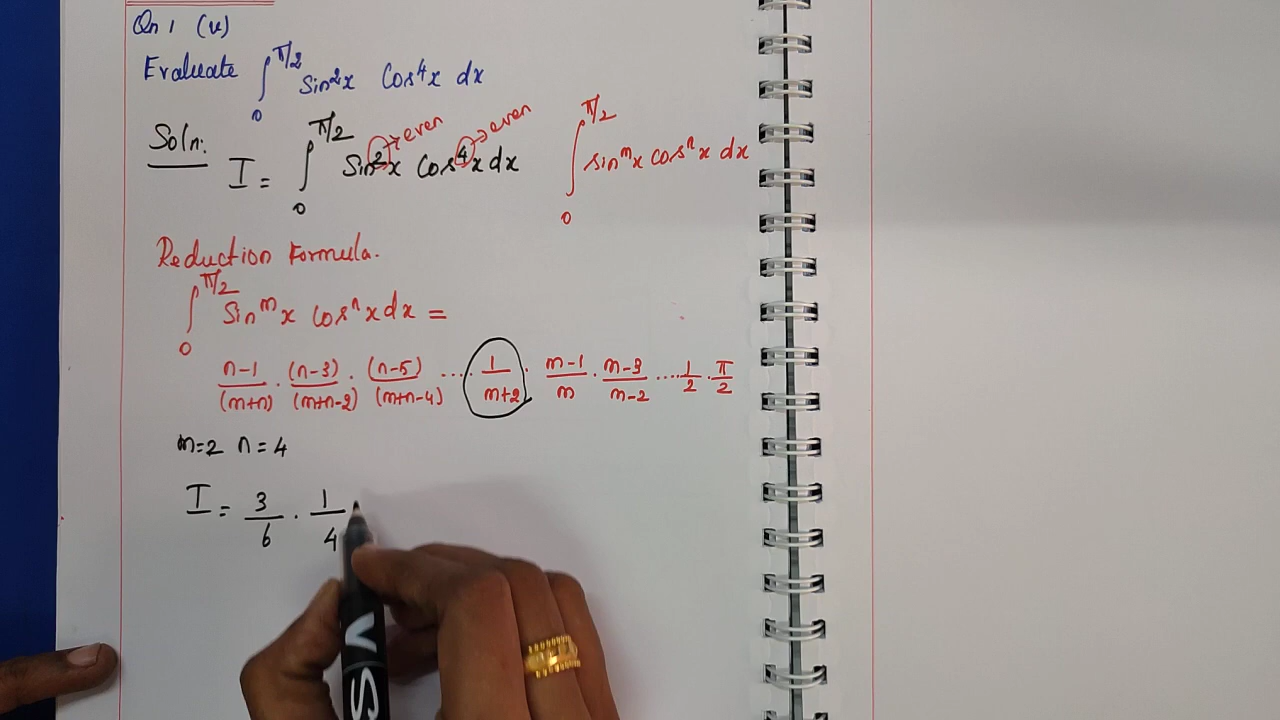 Qn 1 (v)
Evaluate ∫₀^π/2 Sin²x Cos⁴x dx
Soln: I = ∫₀^π/2 Sin²x Cos⁴x dx → even → even ∫₀^π/2 sinᵐx cosⁿx dx
Reduction Formula.
∫₀^π/2 Sinᵐx cosⁿx dx =
n-1/(m+n) · (n-3)/(m+n-2) · (n-5)/(m+n-4) ..... 1/m+2 · m-1/m · m-3/m-2 .... 1/2 · π/2
m=2 n=4
I = 3/6 · 1/4
VS